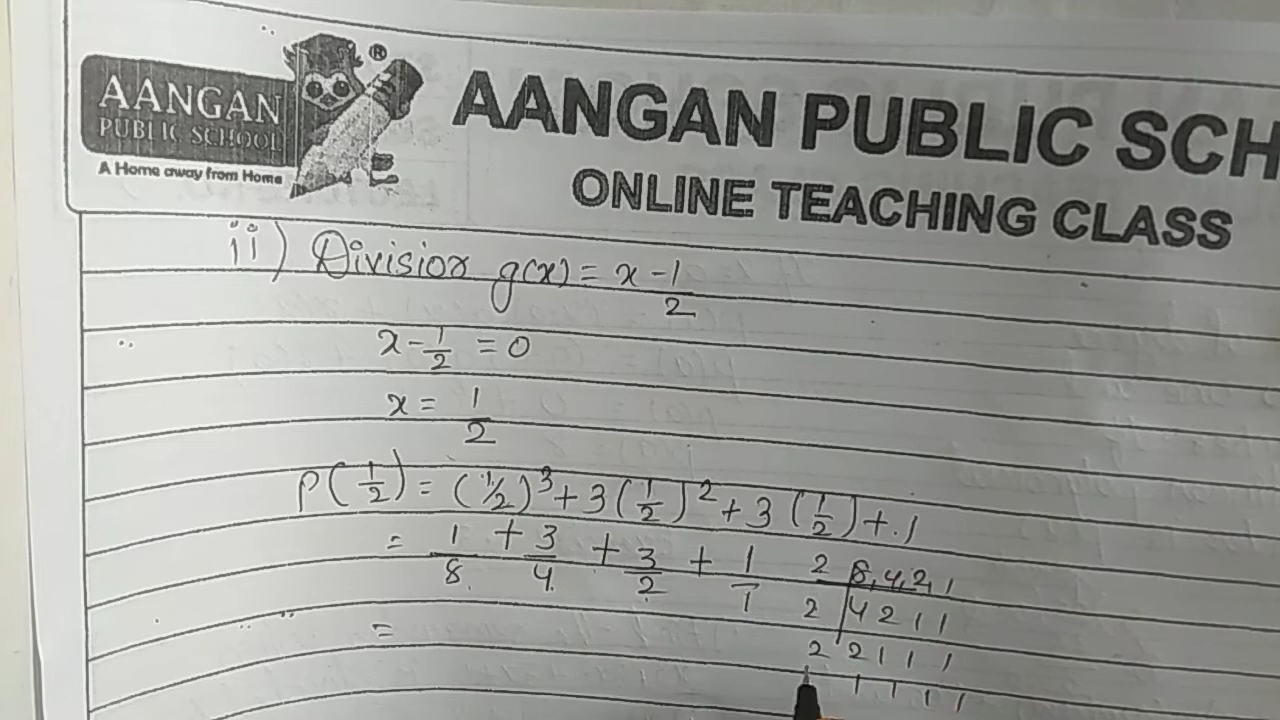 AANGAN
PUBLIC SCHOOL
A Home away from Home
®
AANGAN PUBLIC SCH
ONLINE TEACHING CLASS
ii) Division g(x) = x - 1/2
x - 1/2 = 0
x = 1/2
P(1/2) = (1/2)³ + 3(1/2)² + 3(1/2) + 1
= 1/8 + 3/4 + 3/2 + 1/1
=
2 8, 4, 2, 1
2 4 2 1 1
2 2 1 1 1
1 1 1 1